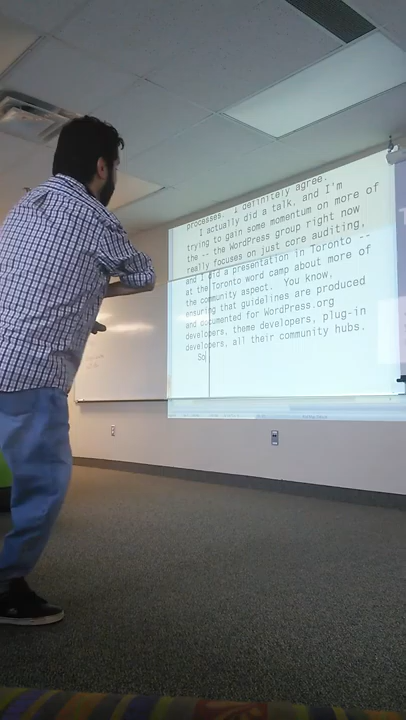 processes. I definitely agree.
I actually did a talk, and I'm
trying to gain some momentum on more of
the -- the WordPress group right now
really focuses on just core auditing,
and I did a presentation in Toronto --
at the Toronto word camp about more of
the community aspect. You know,
ensuring that guidelines are produced
and documented for WordPress.org
developers, theme developers, plug-in
developers, all their community hubs.
So